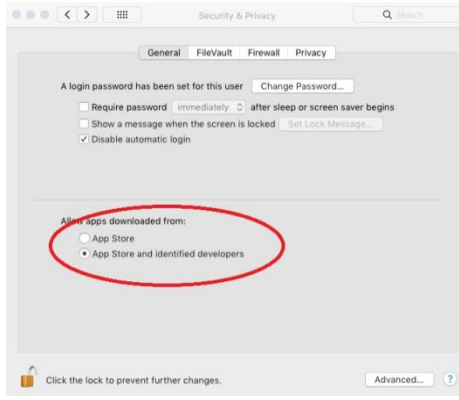 Security & Privacy
Search
General FileVault Firewall Privacy
A login password has been set for this user Change Password...
Require password immediately after sleep or screen saver begins
Show a message when the screen is locked Set Lock Message...
Disable automatic login
Allow apps downloaded from:
App Store
App Store and identified developers
Click the lock to prevent further changes.
Advanced... ?